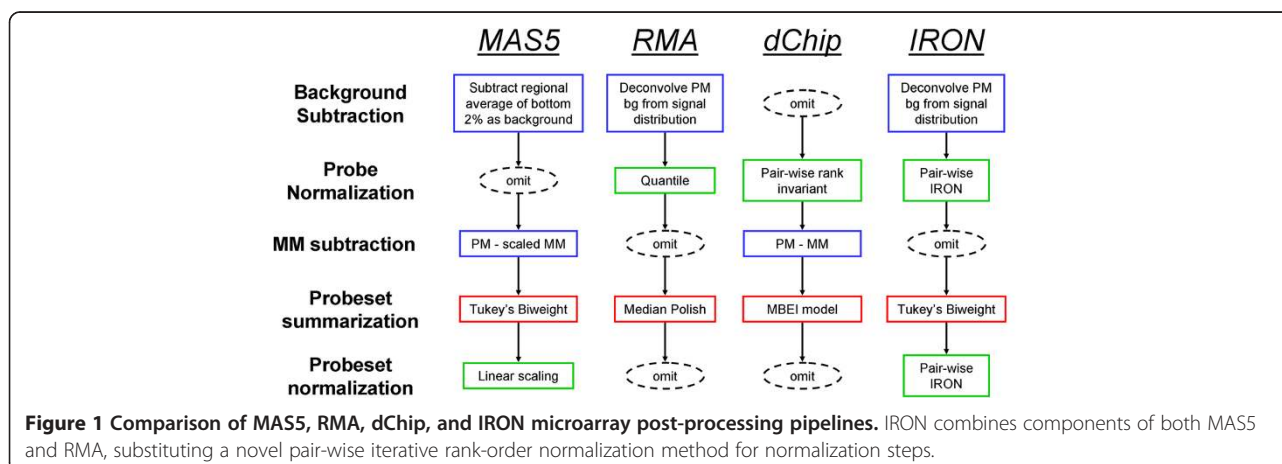 MAS5 RMA dChip IRON
Background
Subtraction
Subtract regional
average of bottom
2% as background
Deconvolve PM
bg from signal
distribution
omit
Deconvolve PM
bg from signal
distribution
Probe
Normalization
omit
Quantile
Pair-wise rank
invariant
Pair-wise
IRON
MM subtraction
PM - scaled MM
omit
PM - MM
omit
Probeset
summarization
Tukey's Biweight
Median Polish
MBEI model
Tukey's Biweight
Probeset
normalization
Linear scaling
omit
omit
Pair-wise
IRON
Figure 1 Comparison of MAS5, RMA, dChip, and IRON microarray post-processing pipelines. IRON combines components of both MAS5
and RMA, substituting a novel pair-wise iterative rank-order normalization method for normalization steps.